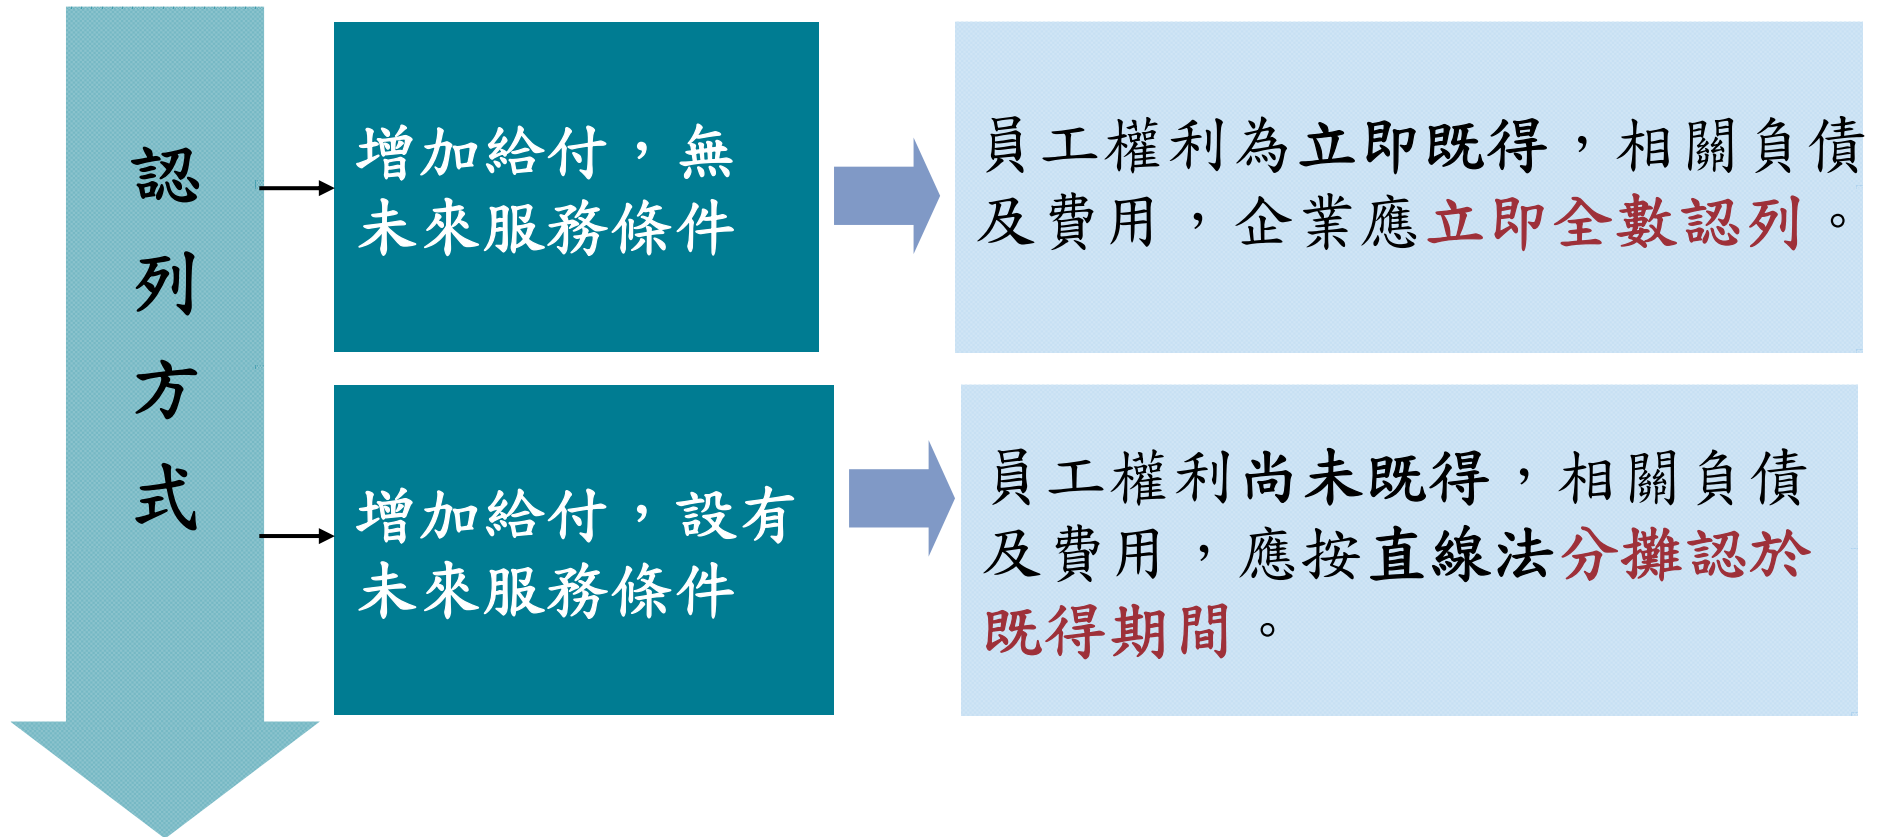 認列方式
增加給付，無
未來服務條件
員工權利為立即既得，相關負債
及費用，企業應立即全數認列。
增加給付，設有
未來服務條件
員工權利尚未既得，相關負債
及費用，應按直線法分攤認於
既得期間。